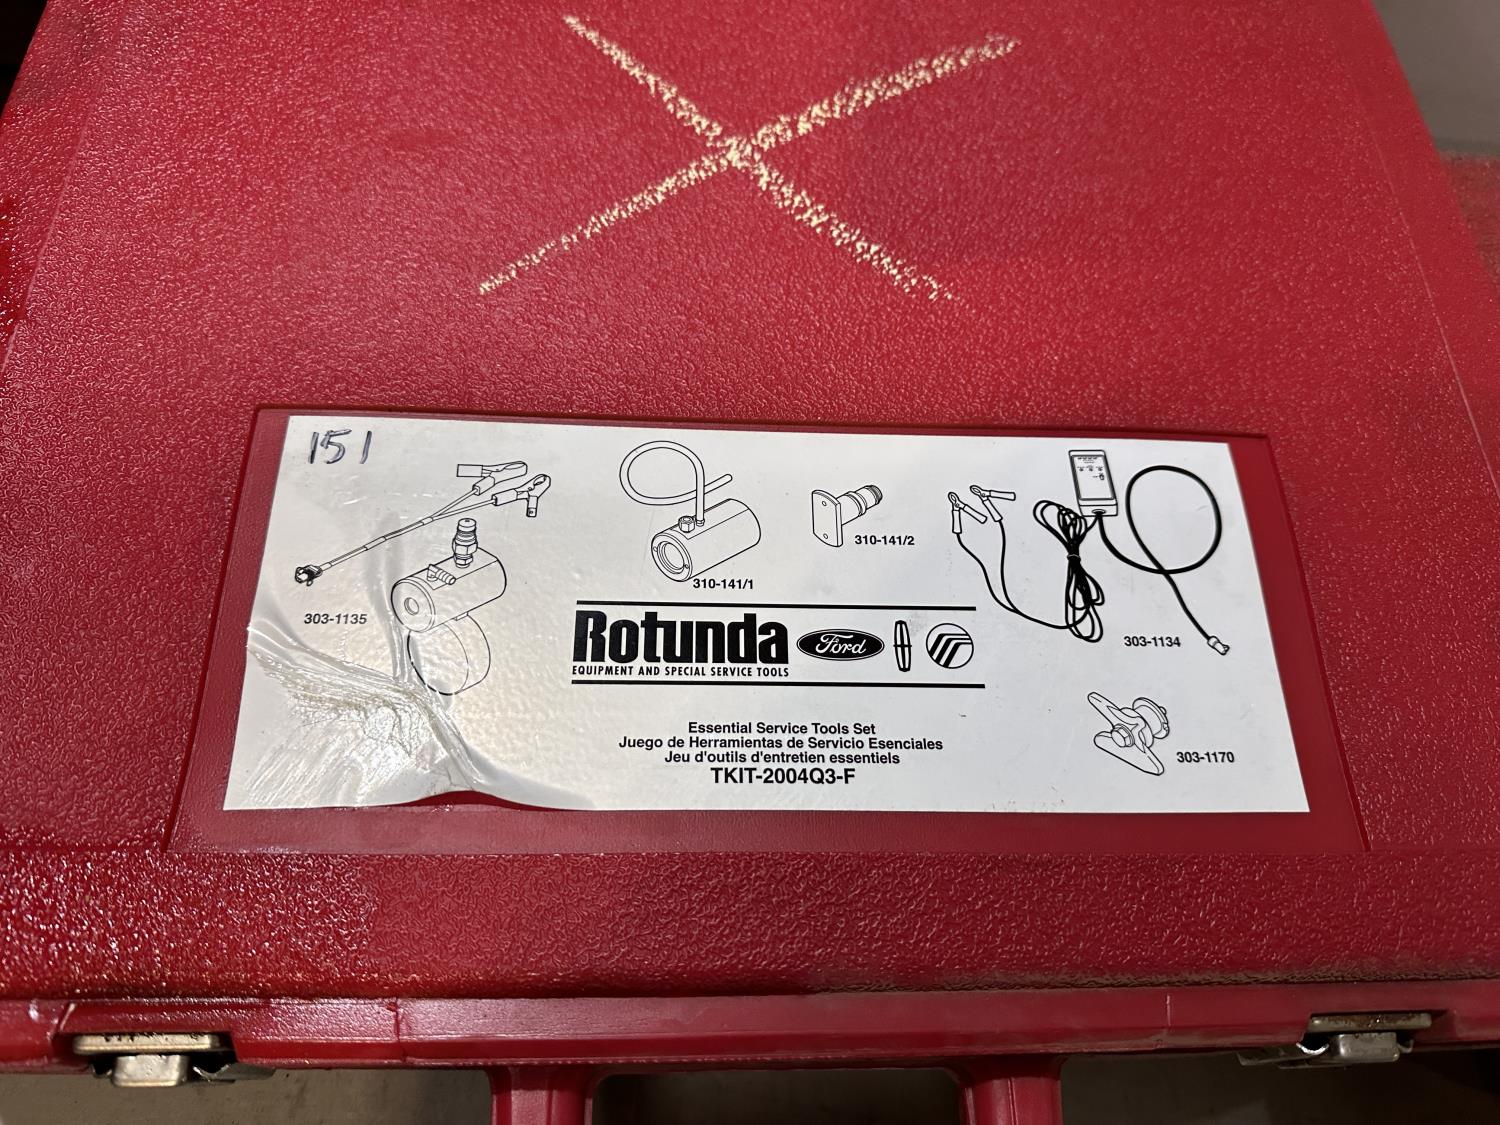 151
303-1135
310-141/1
310-141/2
303-1134
303-1170
Rotunda
Ford
EQUIPMENT AND SPECIAL SERVICE TOOLS
Essential Service Tools Set
Juego de Herramientas de Servicio Esenciales
Jeu d'outils d'entretien essentiels
TKIT-2004Q3-F